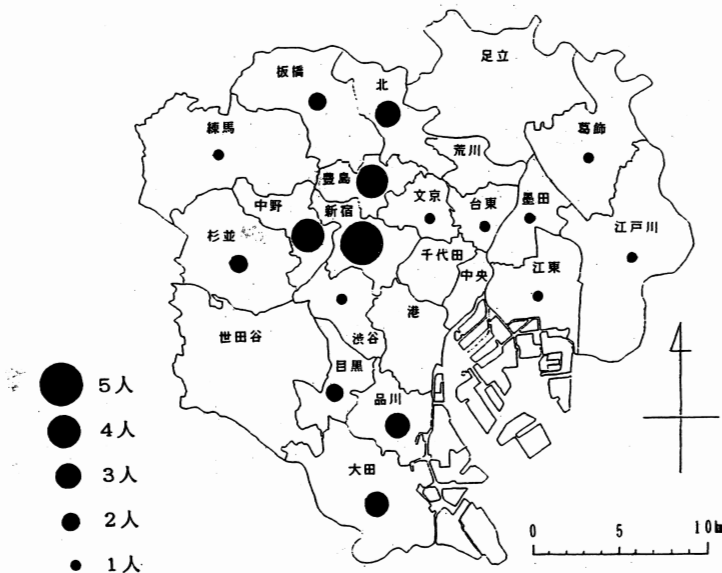 足立
板橋
北
練馬
葛飾
荒川
豊島
文京
台東
墨田
中野
新宿
江戸川
杉並
千代田
中央
江東
港
世田谷
渋谷
目黒
品川
大田
5人
4人
3人
2人
1人
0 5 10㎞